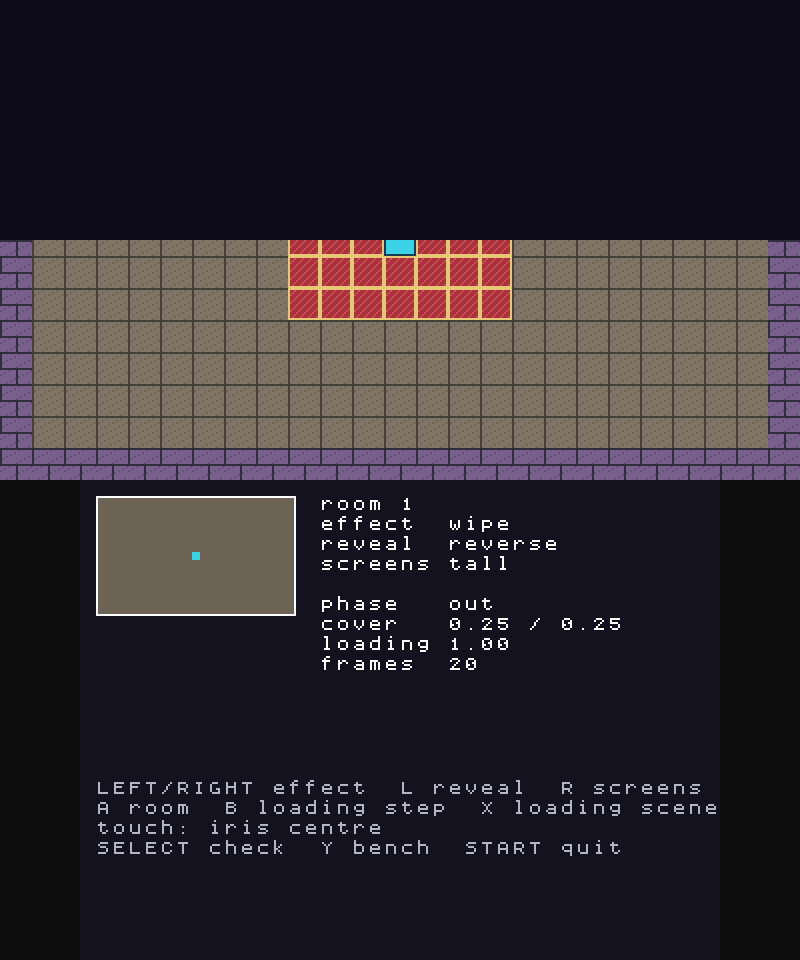 room 1
effect wipe
reveal reverse
screens tall
phase out
cover 0.25 / 0.25
loading 1.00
frames 20
LEFT/RIGHT effect L reveal R screens
A room B loading step X loading scene
touch: iris centre
SELECT check Y bench START quit